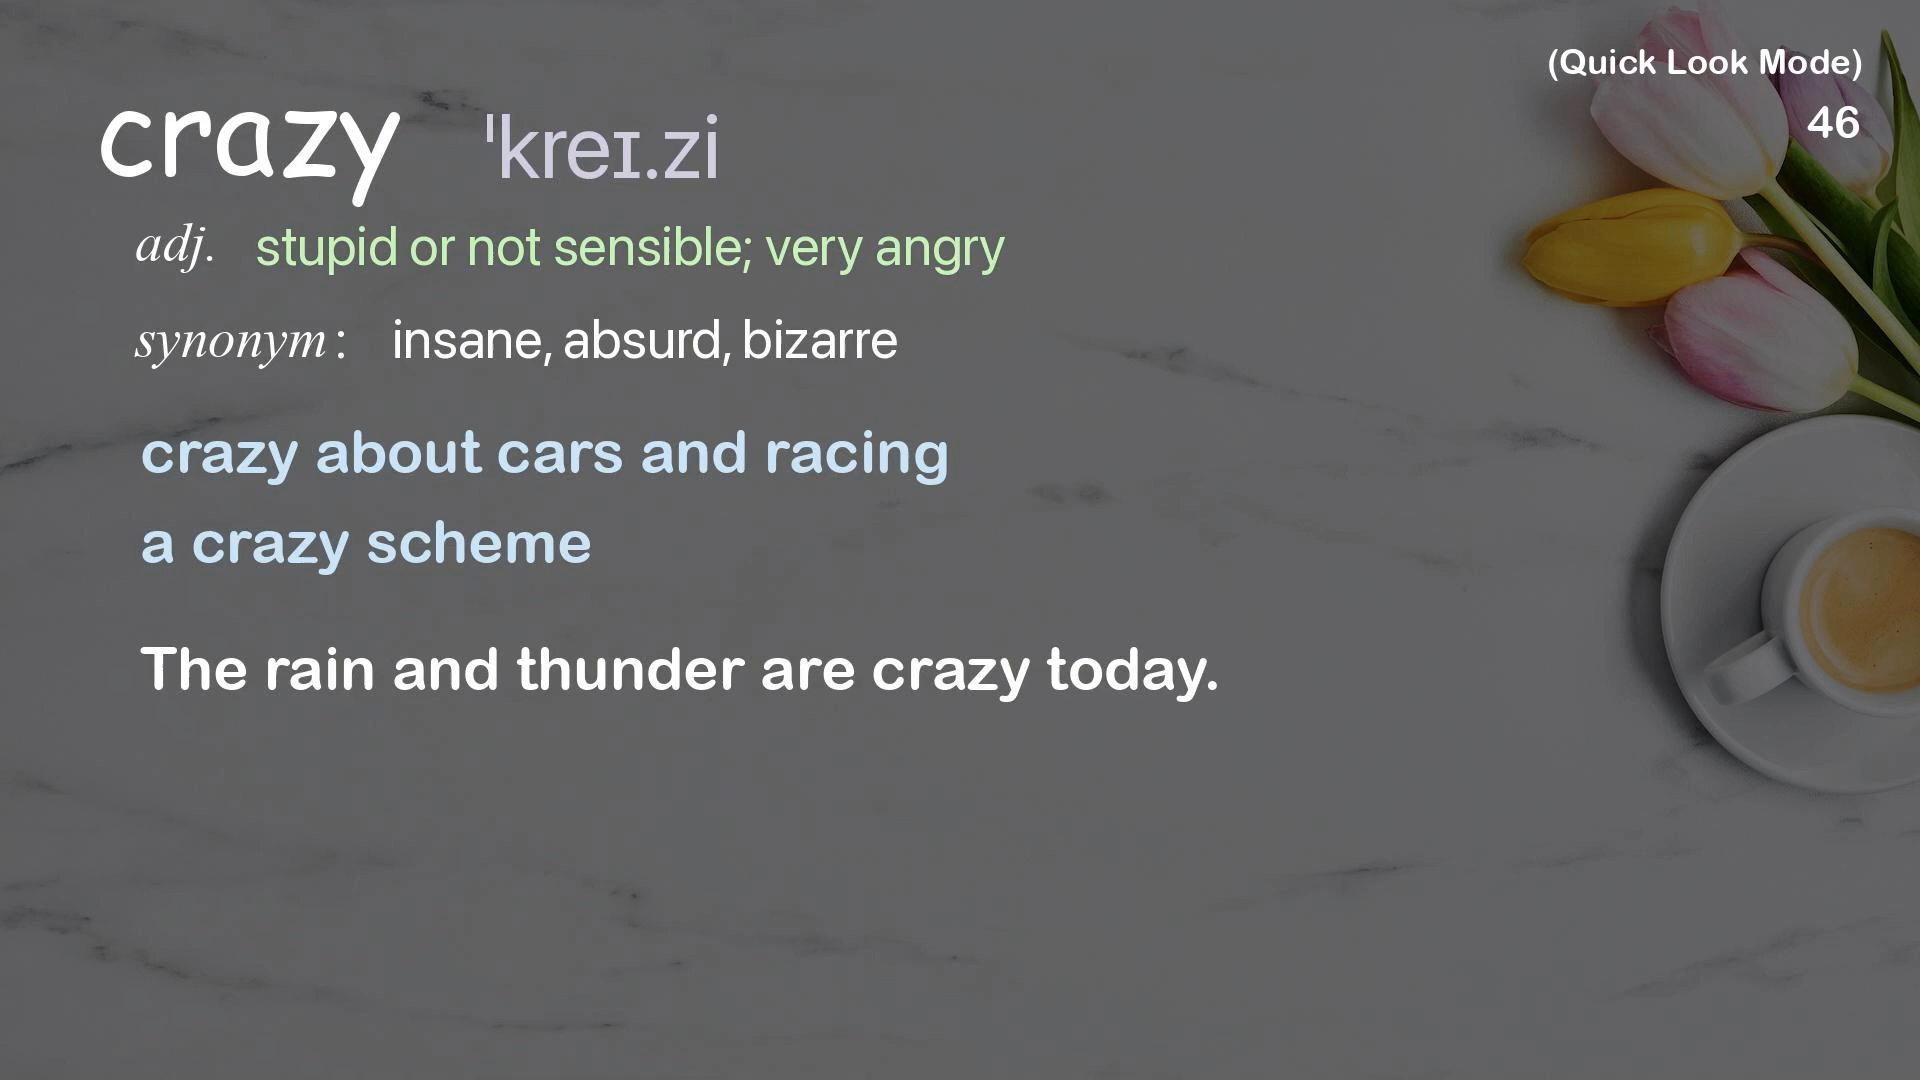 (Quick Look Mode)
46
crazy ˈkreɪ.zi
adj. stupid or not sensible; very angry
synonym: insane, absurd, bizarre
crazy about cars and racing
a crazy scheme
The rain and thunder are crazy today.